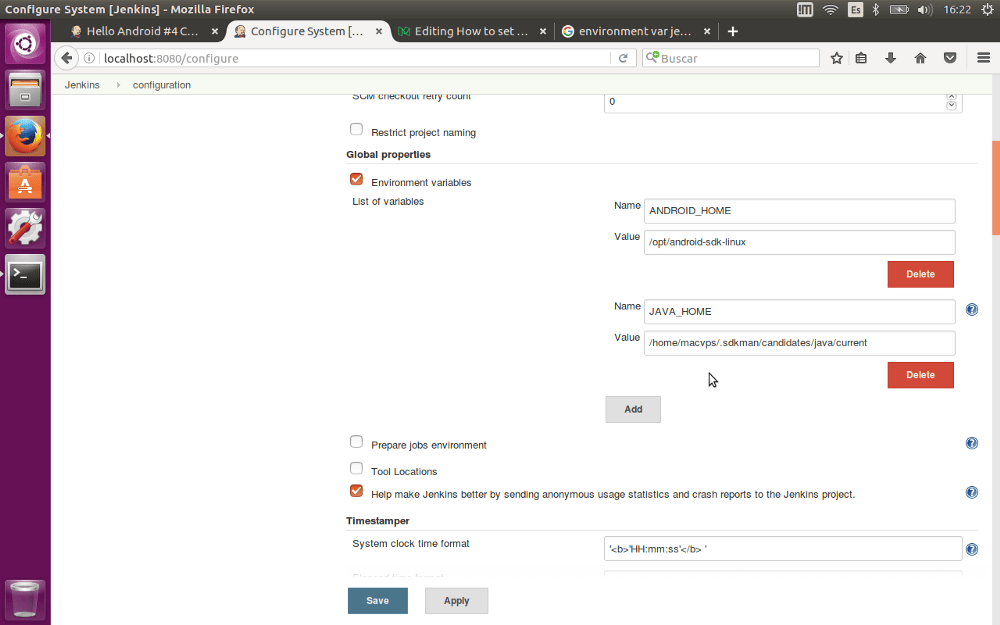 Configure System [Jenkins] - Mozilla Firefox
Es
16:22
Hello Android #4 C... ×
Configure System [... ×
Editing How to set ... ×
environment var je... ×
localhost:8080/configure
Buscar
Jenkins
configuration
SCM checkout retry count
0
Restrict project naming
Global properties
Environment variables
List of variables
Name
ANDROID_HOME
Value
/opt/android-sdk-linux
Delete
Name
JAVA_HOME
Value
/home/macvps/.sdkman/candidates/java/current
Delete
Add
Prepare jobs environment
Tool Locations
Help make Jenkins better by sending anonymous usage statistics and crash reports to the Jenkins project.
Timestamper
System clock time format
'<b>'HH:mm:ss'</b> '
Elapsed time format
Save
Apply